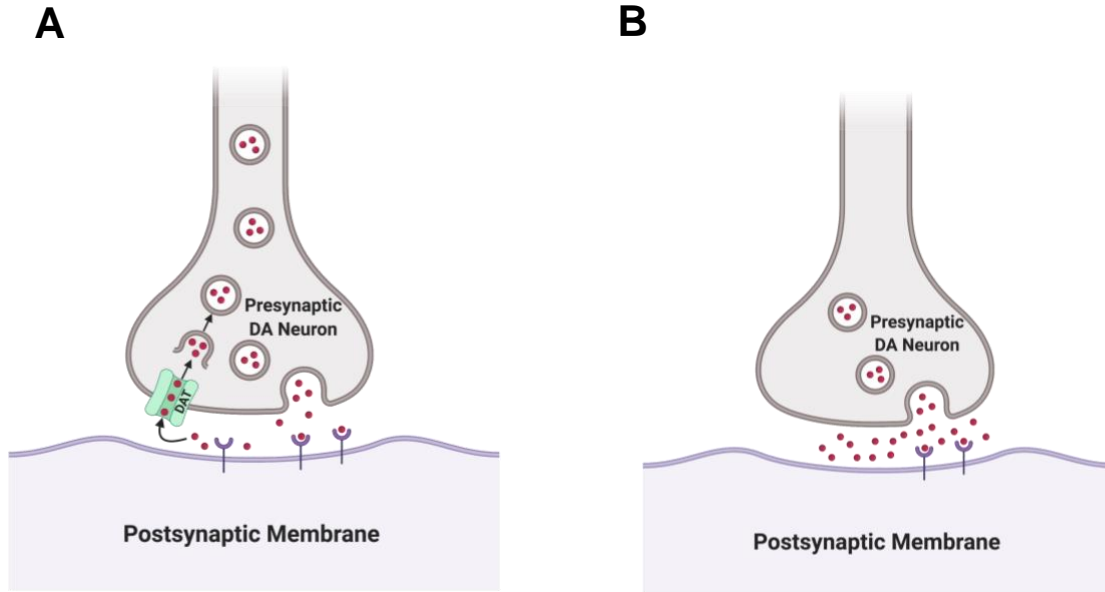 A
B
Presynaptic
DA Neuron
DAT
Postsynaptic Membrane
Presynaptic
DA Neuron
Postsynaptic Membrane